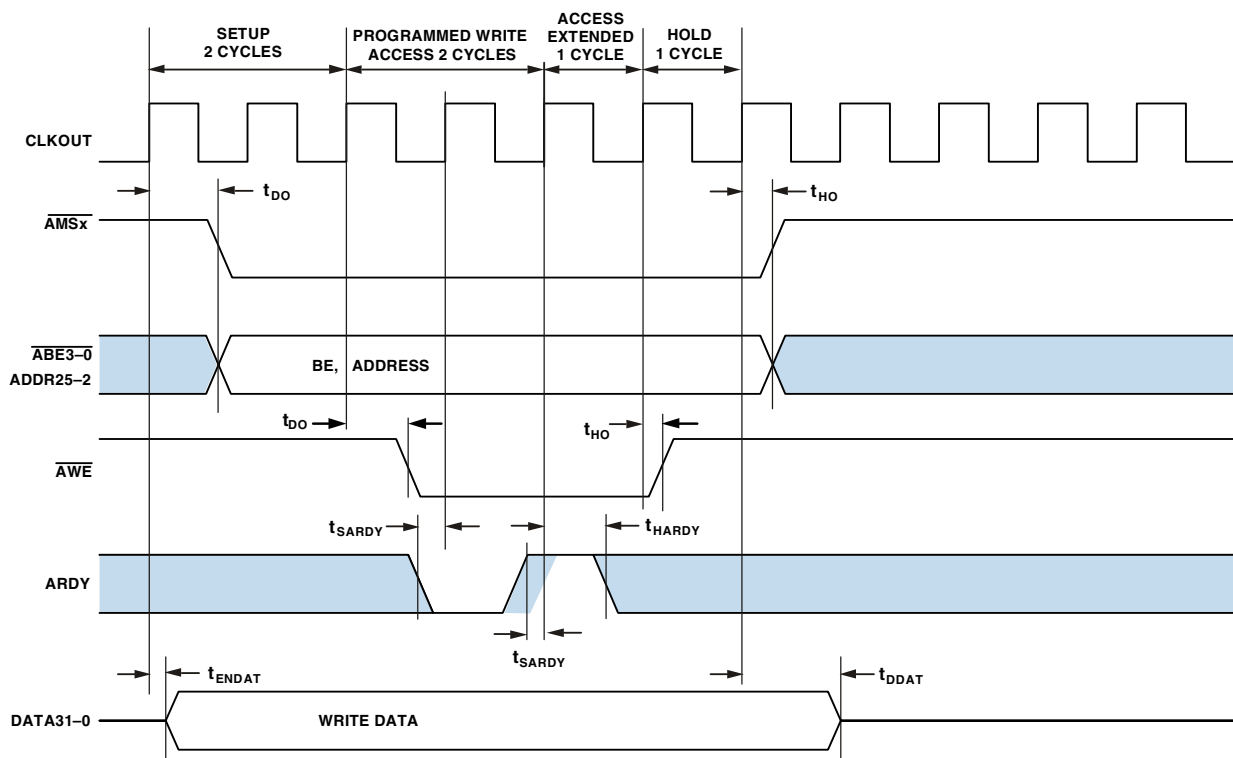 SETUP
2 CYCLES
PROGRAMMED WRITE
ACCESS 2 CYCLES
ACCESS
EXTENDED
1 CYCLE
HOLD
1 CYCLE
CLKOUT
tDO
tHO
AMSx
ABE3–0
ADDR25–2
BE, ADDRESS
tDO
tHO
AWE
tSARDY
tHARDY
ARDY
tSARDY
tENDAT
tDDAT
DATA31–0
WRITE DATA